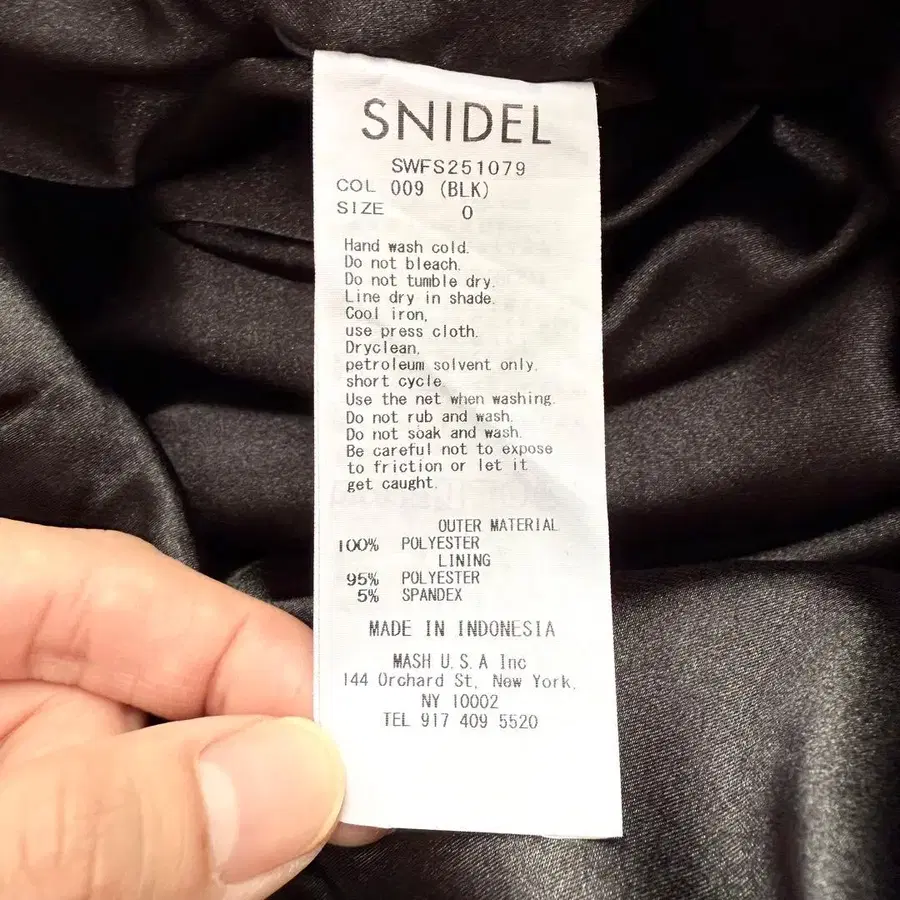 SNIDEL
SWFS251079
COL 009 (BLK)
SIZE 0
Hand wash cold.
Do not bleach.
Do not tumble dry.
Line dry in shade.
Cool iron,
use press cloth.
Dryclean,
petroleum solvent only.
short cycle.
Use the net when washing.
Do not rub and wash.
Do not soak and wash.
Be careful not to expose
to friction or let it
get caught.
OUTER MATERIAL
100% POLYESTER
LINING
95% POLYESTER
5% SPANDEX
MADE IN INDONESIA
MASH U.S.A Inc
144 Orchard St, New York,
NY 10002
TEL 917 409 5520